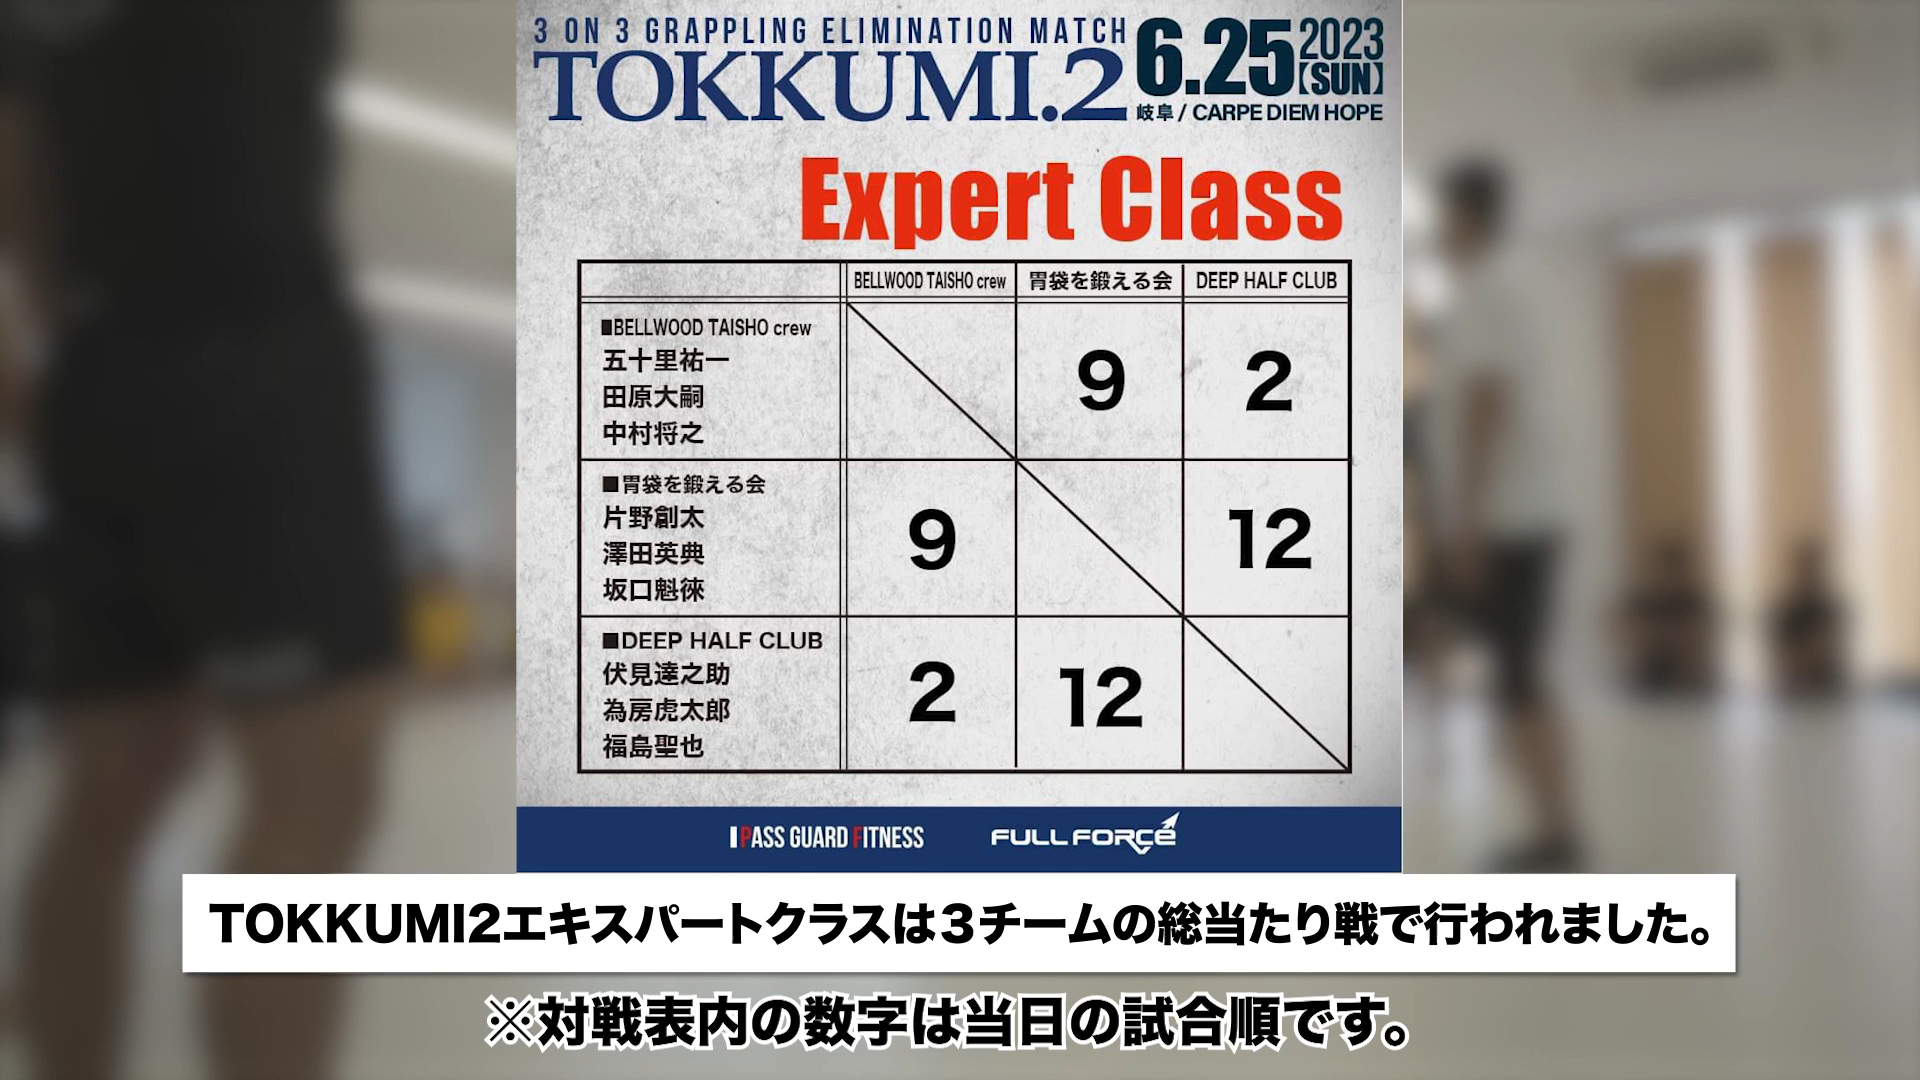 3 ON 3 GRAPPLING ELIMINATION MATCH
TOKKUMI.2
6.25 2023【SUN】
岐阜 / CARPE DIEM HOPE
Expert Class
BELLWOOD TAISHO crew 胃袋を鍛える会 DEEP HALF CLUB
■BELLWOOD TAISHO crew
五十里祐一
田原大嗣
中村将之
9 2
■胃袋を鍛える会
片野創太
澤田英典
坂口魁徠
9 12
■DEEP HALF CLUB
伏見達之助
為房虎太郎
福島聖也
2 12
PASS GUARD FITNESS FULLFORCE
TOKKUMI2エキスパートクラスは3チームの総当たり戦で行われました。
※対戦表内の数字は当日の試合順です。